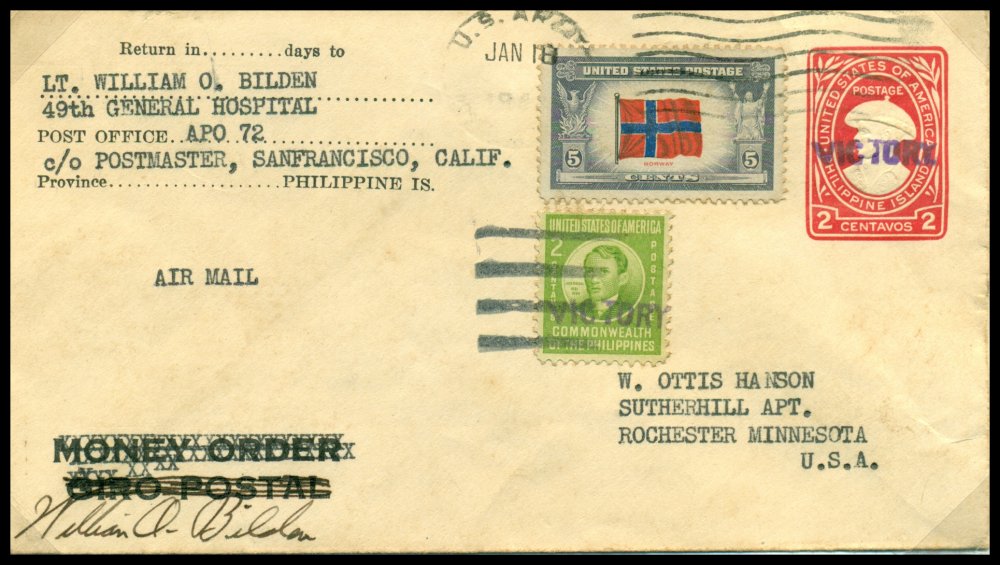 Return in.........days to
LT. WILLIAM O. BILDEN
49th GENERAL HOSPITAL
POST OFFICE APO 72
c/o POSTMASTER, SANFRANCISCO, CALIF.
Province....................PHILIPPINE IS.
AIR MAIL
U.S. ARMY
JAN 18
UNITED STATES POSTAGE
5 5
NORWAY
CENTS
UNITED STATES OF AMERICA
POSTAGE
VICTORY
PHILIPPINE ISLANDS
2 CENTAVOS 2
UNITED STATES OF AMERICA
2 CENTAVOS
POSTAGE
VICTORY
COMMONWEALTH
OF THE PHILIPPINES
W. OTTIS HANSON
SUTHERHILL APT.
ROCHESTER MINNESOTA
U.S.A.
MONEY ORDER
GIRO POSTAL
William O. Bilden